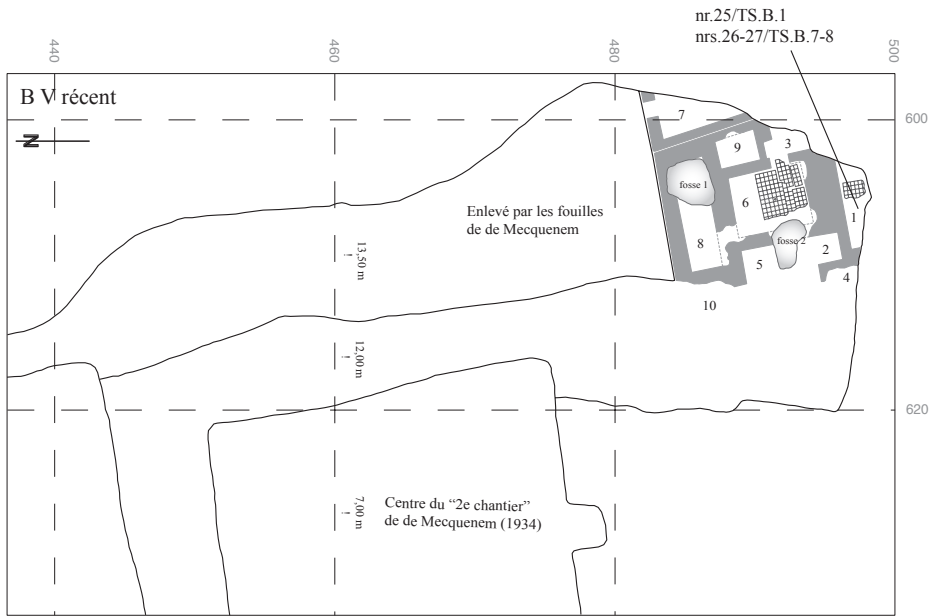 nr.25/TS.B.1
nrs.26-27/TS.B.7-8
440
460
480
500
B V récent
N
600
7
9
3
fosse 1
6
1
Enlevé par les fouilles
de de Mecquenem
8
fosse 2
2
5
4
13,50 m
10
12,00 m
620
7,00 m
Centre du “2e chantier”
de de Mecquenem (1934)